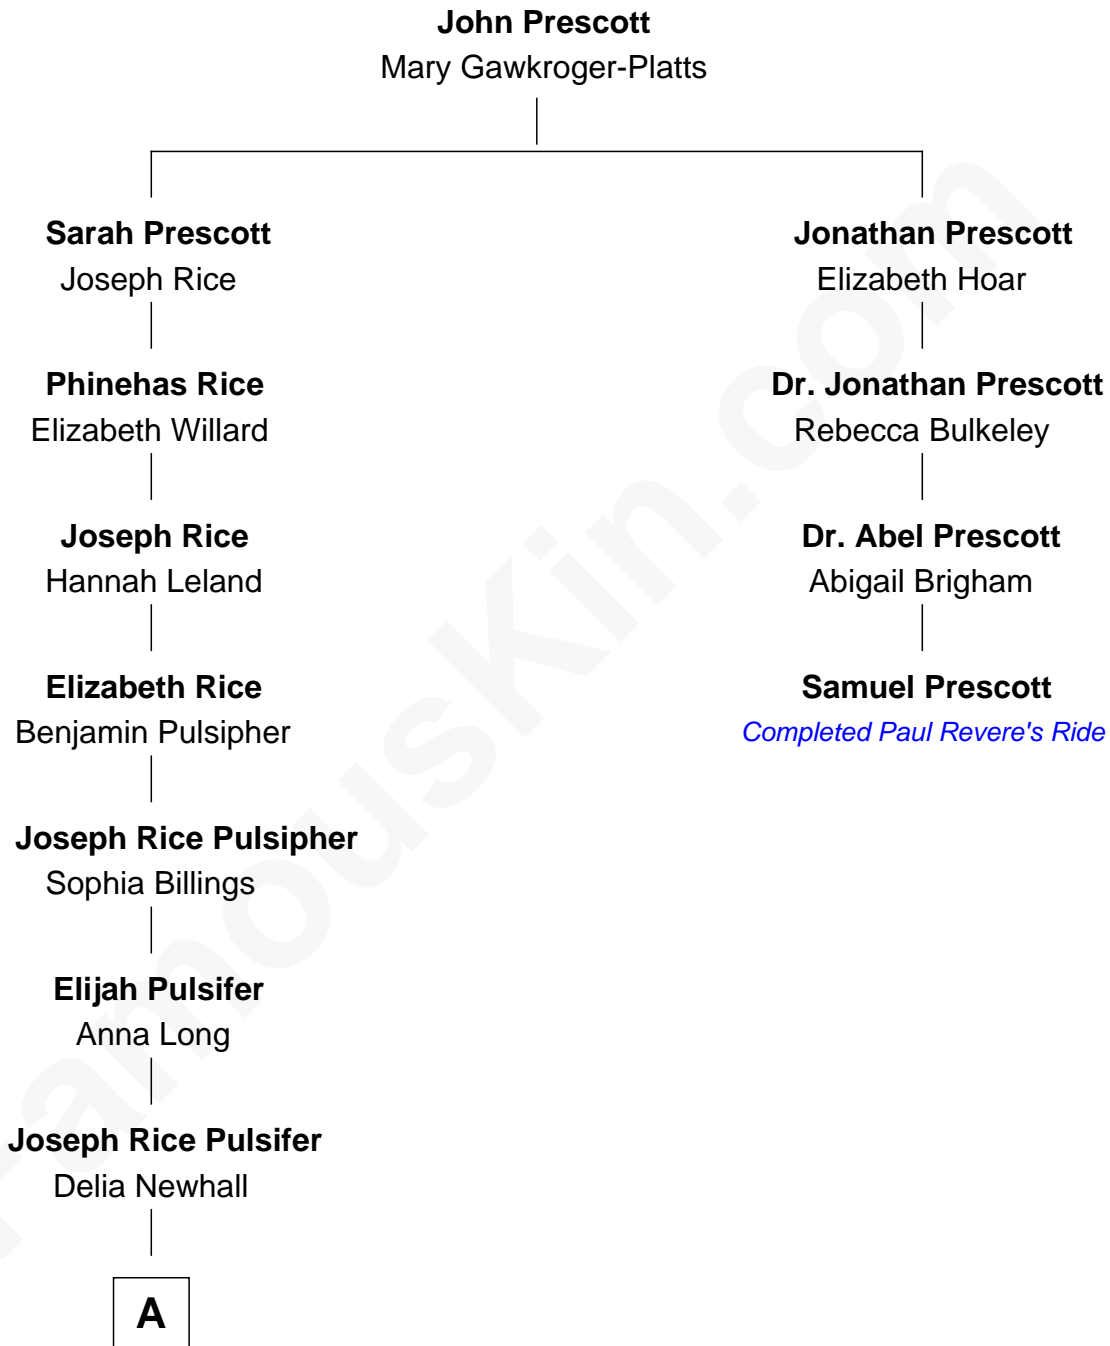 John Prescott
Mary Gawkroger-Platts
Sarah Prescott
Joseph Rice
Jonathan Prescott
Elizabeth Hoar
Phinehas Rice
Elizabeth Willard
Dr. Jonathan Prescott
Rebecca Bulkeley
Joseph Rice
Hannah Leland
Dr. Abel Prescott
Abigail Brigham
Elizabeth Rice
Benjamin Pulsipher
Samuel Prescott
Completed Paul Revere's Ride
Joseph Rice Pulsipher
Sophia Billings
Elijah Pulsifer
Anna Long
Joseph Rice Pulsifer
Delia Newhall
A
FamousKin.com